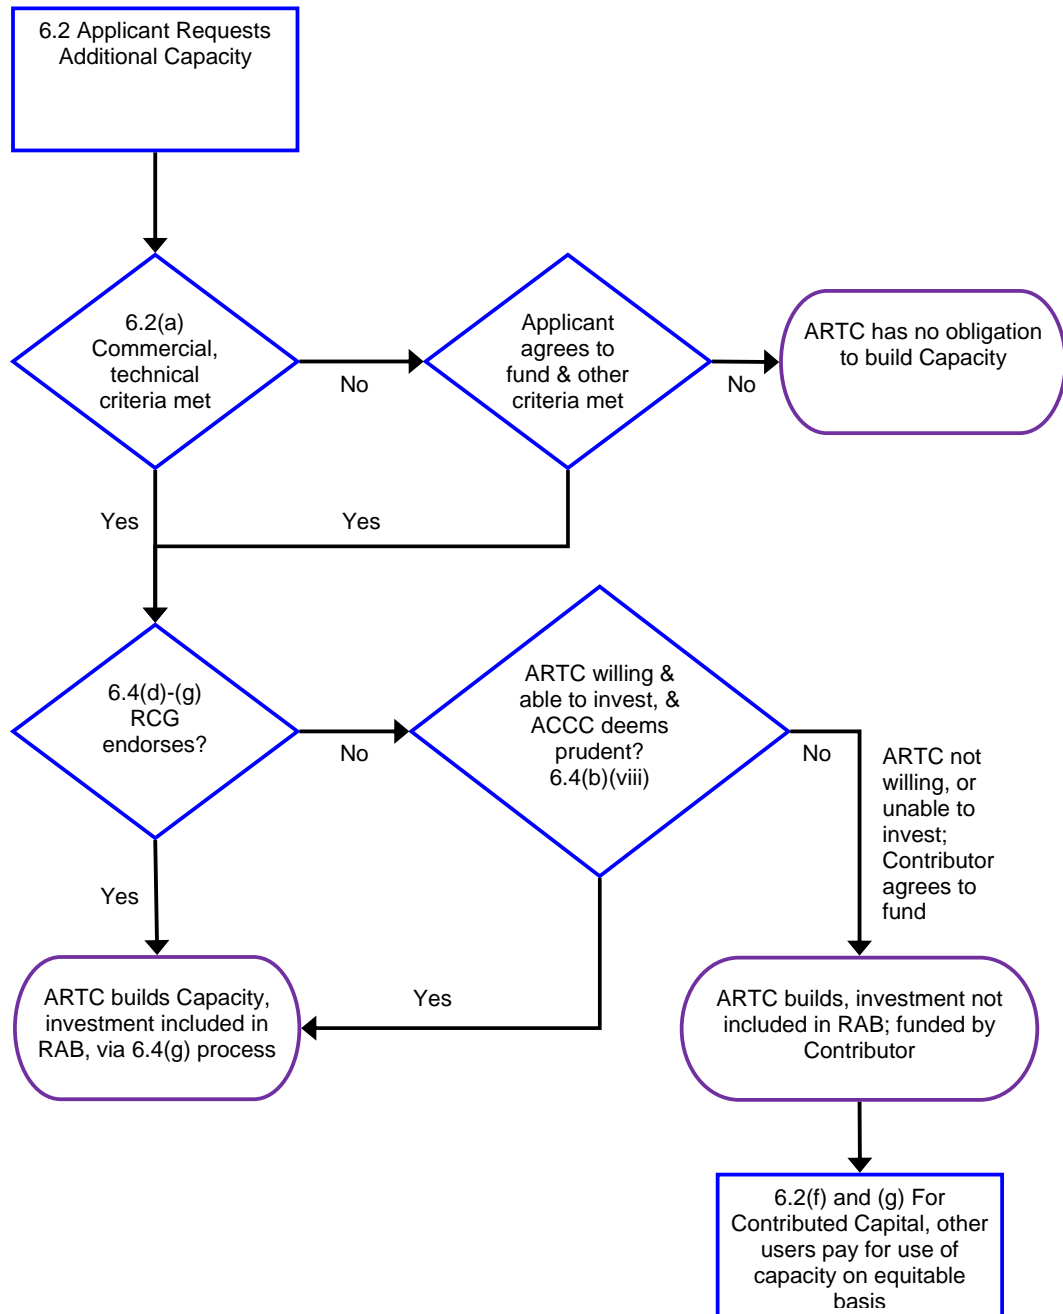 6.2 Applicant Requests
Additional Capacity
6.2(a)
Commercial,
technical
criteria met
No
Applicant
agrees to
fund & other
criteria met
No
ARTC has no obligation
to build Capacity
Yes
Yes
6.4(d)-(g)
RCG
endorses?
No
ARTC willing &
able to invest, &
ACCC deems
prudent?
6.4(b)(viii)
No
ARTC not
willing, or
unable to
invest;
Contributor
agrees to
fund
Yes
Yes
ARTC builds Capacity,
investment included in
RAB, via 6.4(g) process
ARTC builds, investment not
included in RAB; funded by
Contributor
6.2(f) and (g) For
Contributed Capital, other
users pay for use of
capacity on equitable
basis